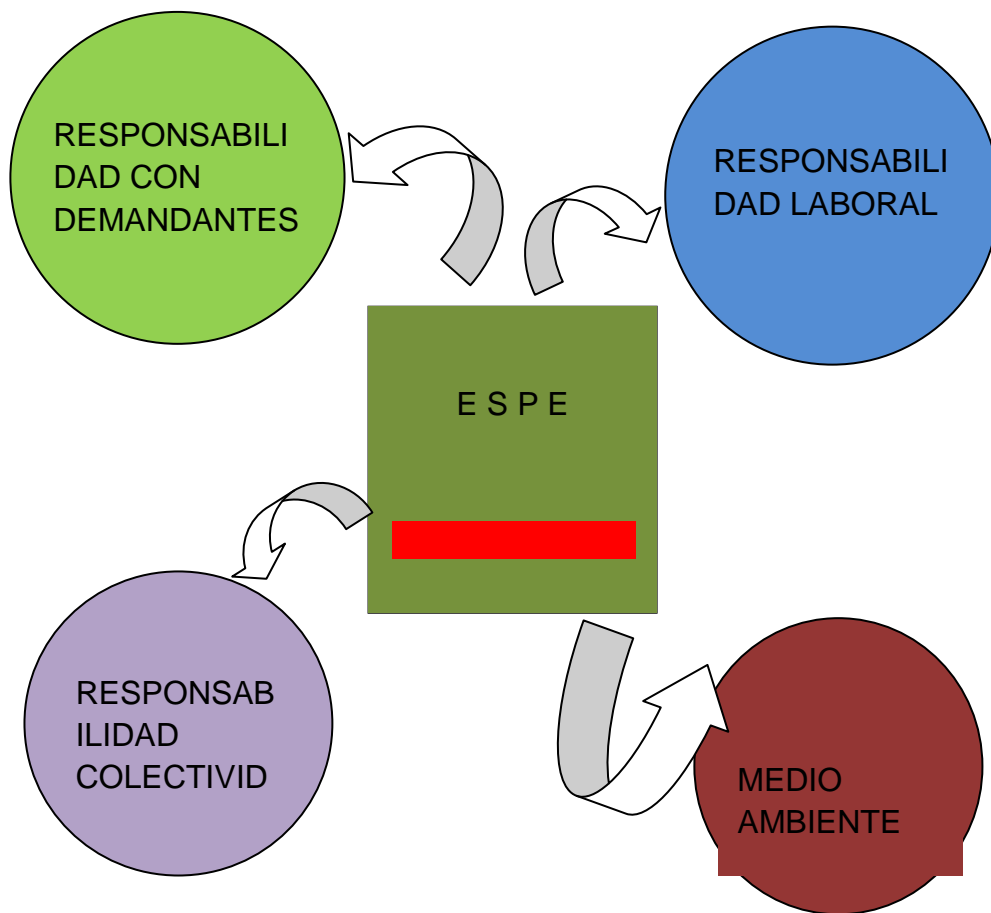 RESPONSABILI
DAD CON
DEMANDANTES
RESPONSABILI
DAD LABORAL
E S P E
RESPONSAB
ILIDAD
COLECTIVID
MEDIO
AMBIENTE